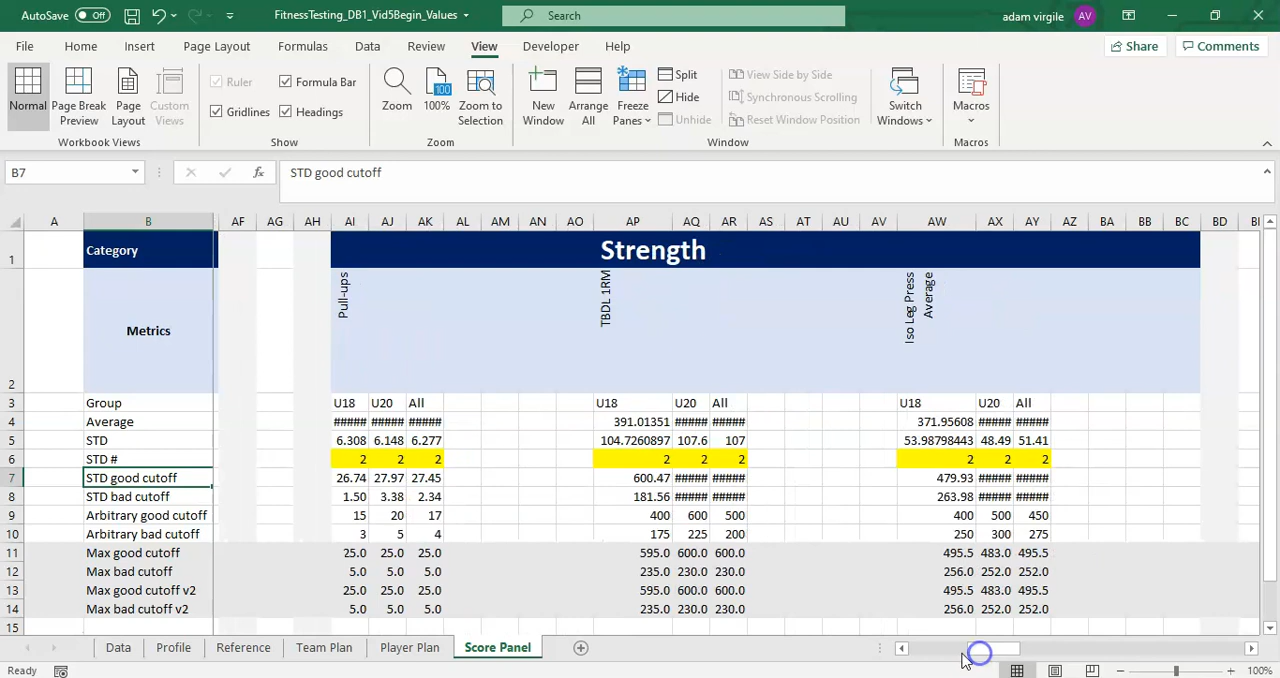 AutoSave Off FitnessTesting_DB1_Vid5Begin_Values Search adam virgile AV
File Home Insert Page Layout Formulas Data Review View Developer Help Share Comments
Normal Page Break Preview Page Layout Custom Views Ruler Formula Bar Gridlines Headings
Zoom 100% Zoom to Selection New Window Arrange All Freeze Panes Split Hide Unhide
View Side by Side Synchronous Scrolling Reset Window Position Switch Windows Macros
Workbook Views Show Zoom Window Macros
B7 fx STD good cutoff
A B AF AG AH AI AJ AK AL AM AN AO AP AQ AR AS AT AU AV AW AX AY AZ BA BB BC BD
1 Category Strength
2 Metrics Pull-ups TBDL 1RM Iso Leg Press Average
3 Group U18 U20 All U18 U20 All U18 U20 All
4 Average ##### ##### ##### 391.01351 ##### ##### 371.95608 ##### #####
5 STD 6.308 6.148 6.277 104.7260897 107.6 107 53.98798443 48.49 51.41
6 STD # 2 2 2 2 2 2 2 2 2
7 STD good cutoff 26.74 27.97 27.45 600.47 ##### ##### 479.93 ##### #####
8 STD bad cutoff 1.50 3.38 2.34 181.56 ##### ##### 263.98 ##### #####
9 Arbitrary good cutoff 15 20 17 400 600 500 400 500 450
10 Arbitrary bad cutoff 3 5 4 175 225 200 250 300 275
11 Max good cutoff 25.0 25.0 25.0 595.0 600.0 600.0 495.5 483.0 495.5
12 Max bad cutoff 5.0 5.0 5.0 235.0 230.0 230.0 256.0 252.0 252.0
13 Max good cutoff v2 25.0 25.0 25.0 595.0 600.0 600.0 495.5 483.0 495.5
14 Max bad cutoff v2 5.0 5.0 5.0 235.0 230.0 230.0 256.0 252.0 252.0
15
Data Profile Reference Team Plan Player Plan Score Panel
Ready 100%